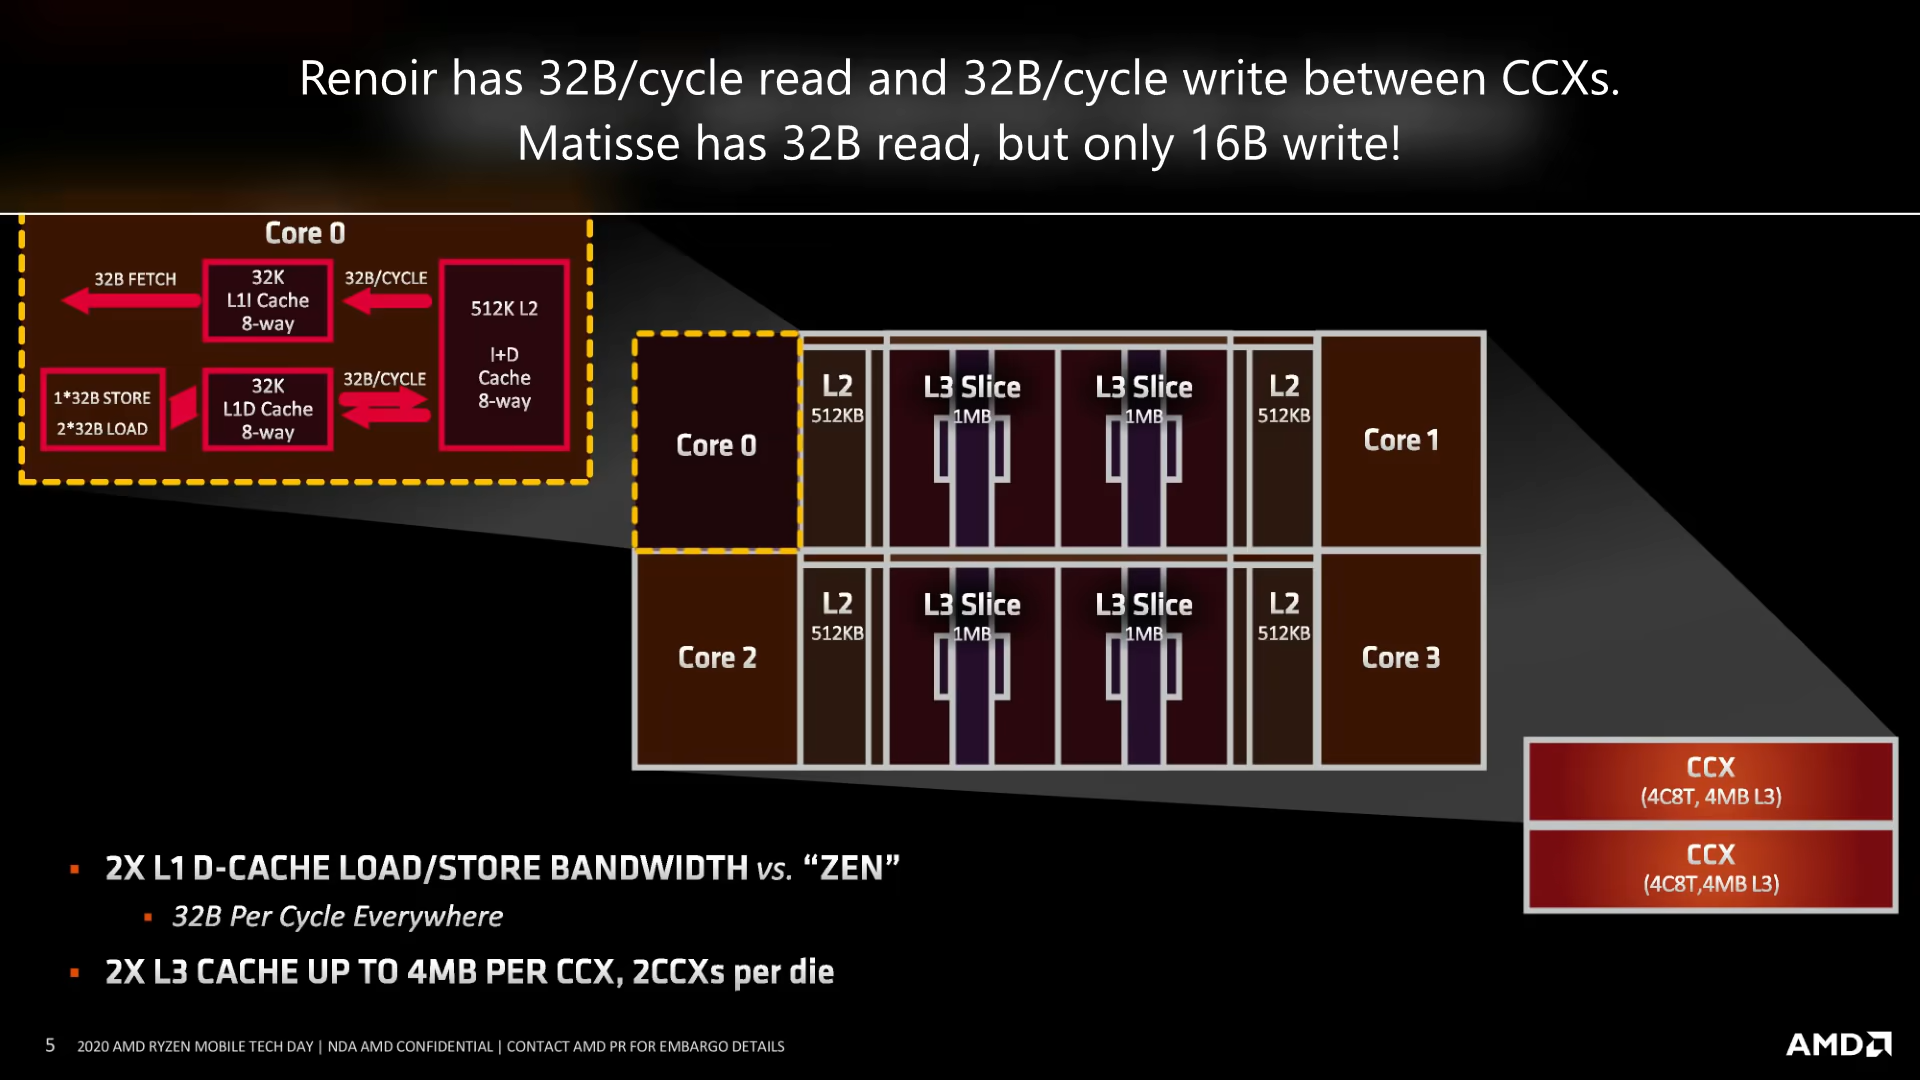 Renoir has 32B/cycle read and 32B/cycle write between CCXs.
Matisse has 32B read, but only 16B write!
Core 0
32B FETCH
32K
L1I Cache
8-way
32B/CYCLE
512K L2
I+D
Cache
8-way
1*32B STORE
2*32B LOAD
32K
L1D Cache
8-way
32B/CYCLE
Core 0
L2
512KB
L3 Slice
1MB
L3 Slice
1MB
L2
512KB
Core 1
Core 2
L2
512KB
L3 Slice
1MB
L3 Slice
1MB
L2
512KB
Core 3
CCX
(4C8T, 4MB L3)
CCX
(4C8T,4MB L3)
▪ 2X L1 D-CACHE LOAD/STORE BANDWIDTH vs. “ZEN”
▪ 32B Per Cycle Everywhere
▪ 2X L3 CACHE UP TO 4MB PER CCX, 2CCXs per die
5 2020 AMD RYZEN MOBILE TECH DAY | NDA AMD CONFIDENTIAL | CONTACT AMD PR FOR EMBARGO DETAILS
AMD